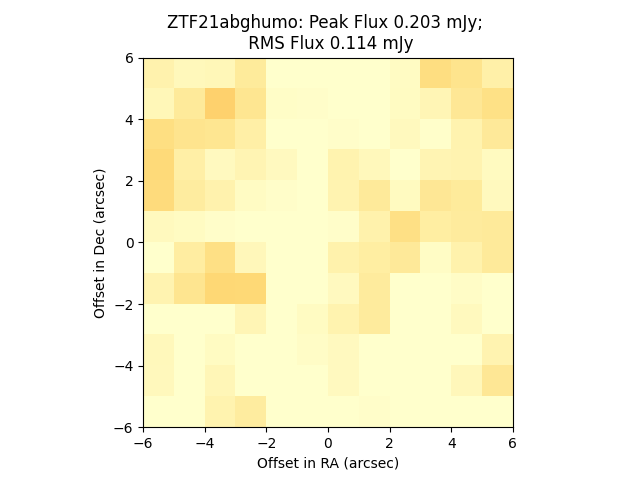 ZTF21abghumo: Peak Flux 0.203 mJy;
RMS Flux 0.114 mJy
6
4
2
0
−2
−4
−6
Offset in Dec (arcsec)
−6 −4 −2 0 2 4 6
Offset in RA (arcsec)